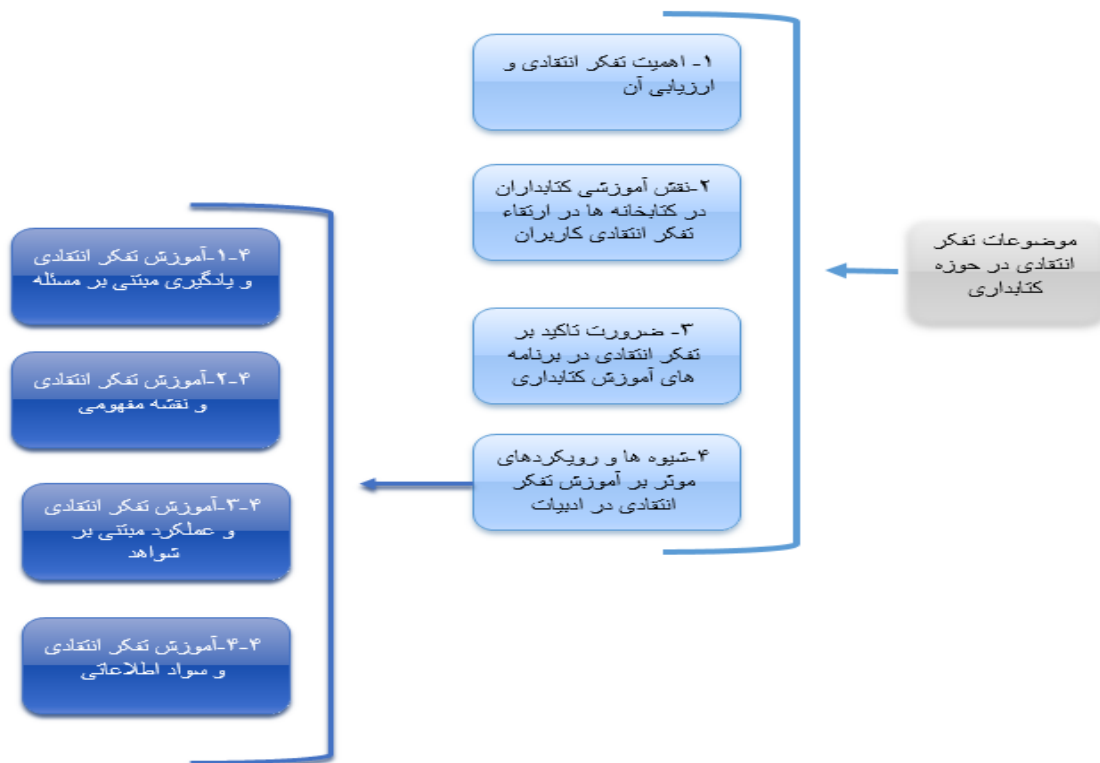 موضوعات تفکر
انتقادی در حوزه
کتابداری
۱- اهمیت تفکر انتقادی و
ارزیابی آن
۲-نقش آموزشی کتابداران
در کتابخانه ها در ارتقاء
تفکر انتقادی کاربران
۳- ضرورت تاکید بر
تفکر انتقادی در برنامه
های آموزش کتابداری
۴-شیوه ها و رویکردهای
موثر بر آموزش تفکر
انتقادی در ادبیات
۴-۱-آموزش تفکر انتقادی
و یادگیری مبتنی بر مسئله
۴-۲-آموزش تفکر انتقادی
و نقشه مفهومی
۴-۳-آموزش تفکر انتقادی
و عملکرد مبتنی بر
شواهد
۴-۴-آموزش تفکر انتقادی
و سواد اطلاعاتی